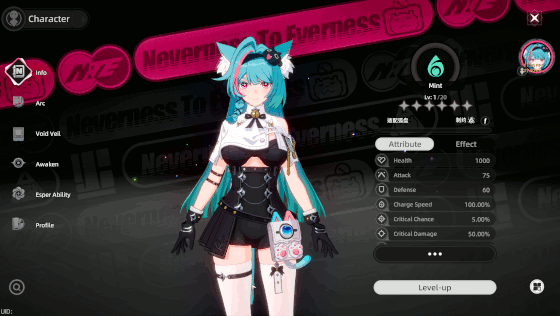 Character
Neverness To Everness
NTE
Info
Arc
Void Veil
Awaken
Esper Ability
Profile
Mint
Lv:1/20
Attribute
Effect
Health 1000
Attack 75
Defense 60
Charge Speed 100.00%
Critical Chance 5.00%
Critical Damage 50.00%
Level-up
UID: